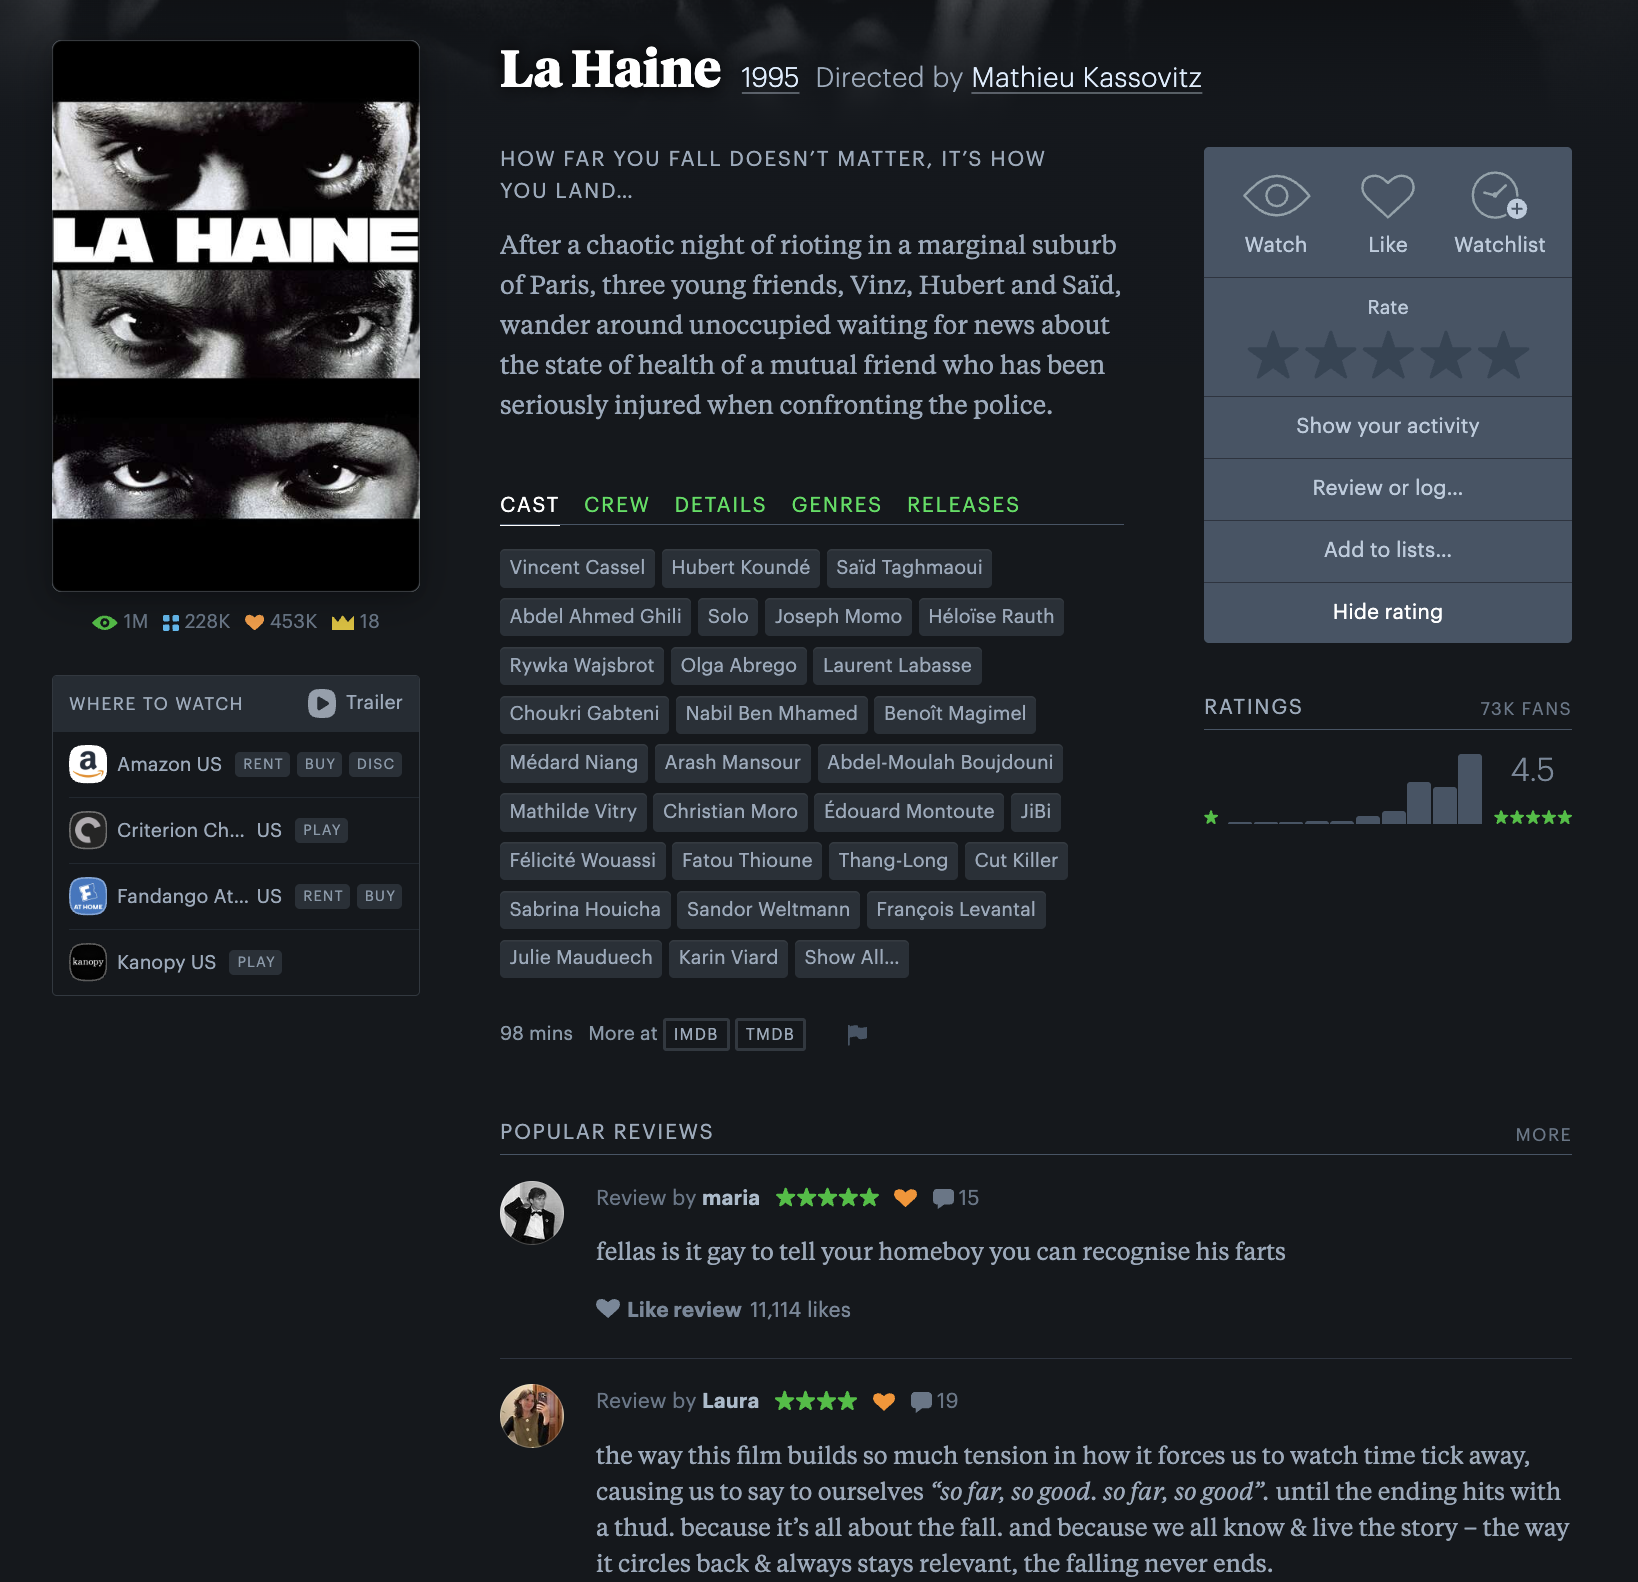 LA HAINE
1M 228K 453K 18
WHERE TO WATCH Trailer
a Amazon US RENT BUY DISC
Criterion Ch... US PLAY
F AT HOME Fandango At... US RENT BUY
kanopy Kanopy US PLAY
La Haine 1995 Directed by Mathieu Kassovitz
HOW FAR YOU FALL DOESN’T MATTER, IT’S HOW
YOU LAND…
After a chaotic night of rioting in a marginal suburb
of Paris, three young friends, Vinz, Hubert and Saïd,
wander around unoccupied waiting for news about
the state of health of a mutual friend who has been
seriously injured when confronting the police.
CAST CREW DETAILS GENRES RELEASES
Vincent Cassel Hubert Koundé Saïd Taghmaoui
Abdel Ahmed Ghili Solo Joseph Momo Héloïse Rauth
Rywka Wajsbrot Olga Abrego Laurent Labasse
Choukri Gabteni Nabil Ben Mhamed Benoît Magimel
Médard Niang Arash Mansour Abdel-Moulah Boujdouni
Mathilde Vitry Christian Moro Édouard Montoute JiBi
Félicité Wouassi Fatou Thioune Thang-Long Cut Killer
Sabrina Houicha Sandor Weltmann François Levantal
Julie Mauduech Karin Viard Show All…
98 mins More at IMDB TMDB
Watch Like Watchlist
Rate
Show your activity
Review or log…
Add to lists…
Hide rating
RATINGS 73K FANS
4.5
POPULAR REVIEWS MORE
Review by maria ★★★★★ 15
fellas is it gay to tell your homeboy you can recognise his farts
Like review 11,114 likes
Review by Laura ★★★★ 19
the way this film builds so much tension in how it forces us to watch time tick away,
causing us to say to ourselves “so far, so good. so far, so good”. until the ending hits with
a thud. because it’s all about the fall. and because we all know & live the story – the way
it circles back & always stays relevant, the falling never ends.